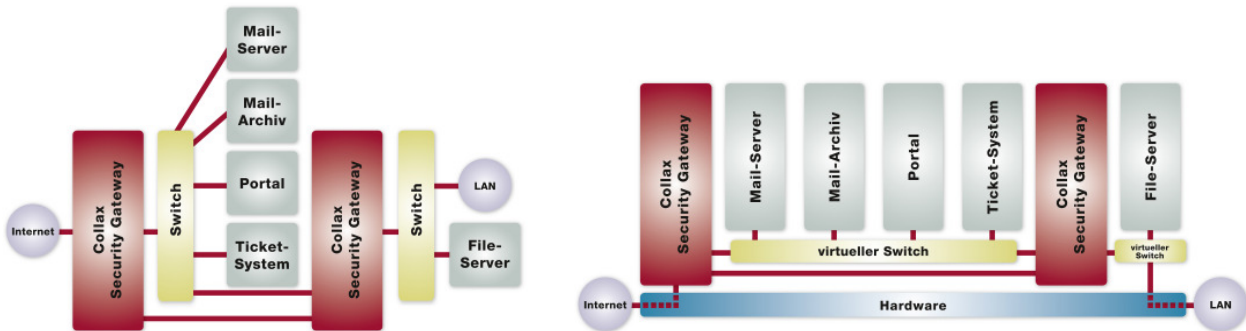 Internet
Collax
Security Gateway
Switch
Mail-
Server
Mail-
Archiv
Portal
Ticket-
System
Collax
Security Gateway
Switch
LAN
File-
Server
Collax
Security Gateway
Mail-Server
Mail-Archiv
Portal
Ticket-System
Collax
Security Gateway
File-Server
virtueller Switch
virtueller
Switch
Internet
Hardware
LAN